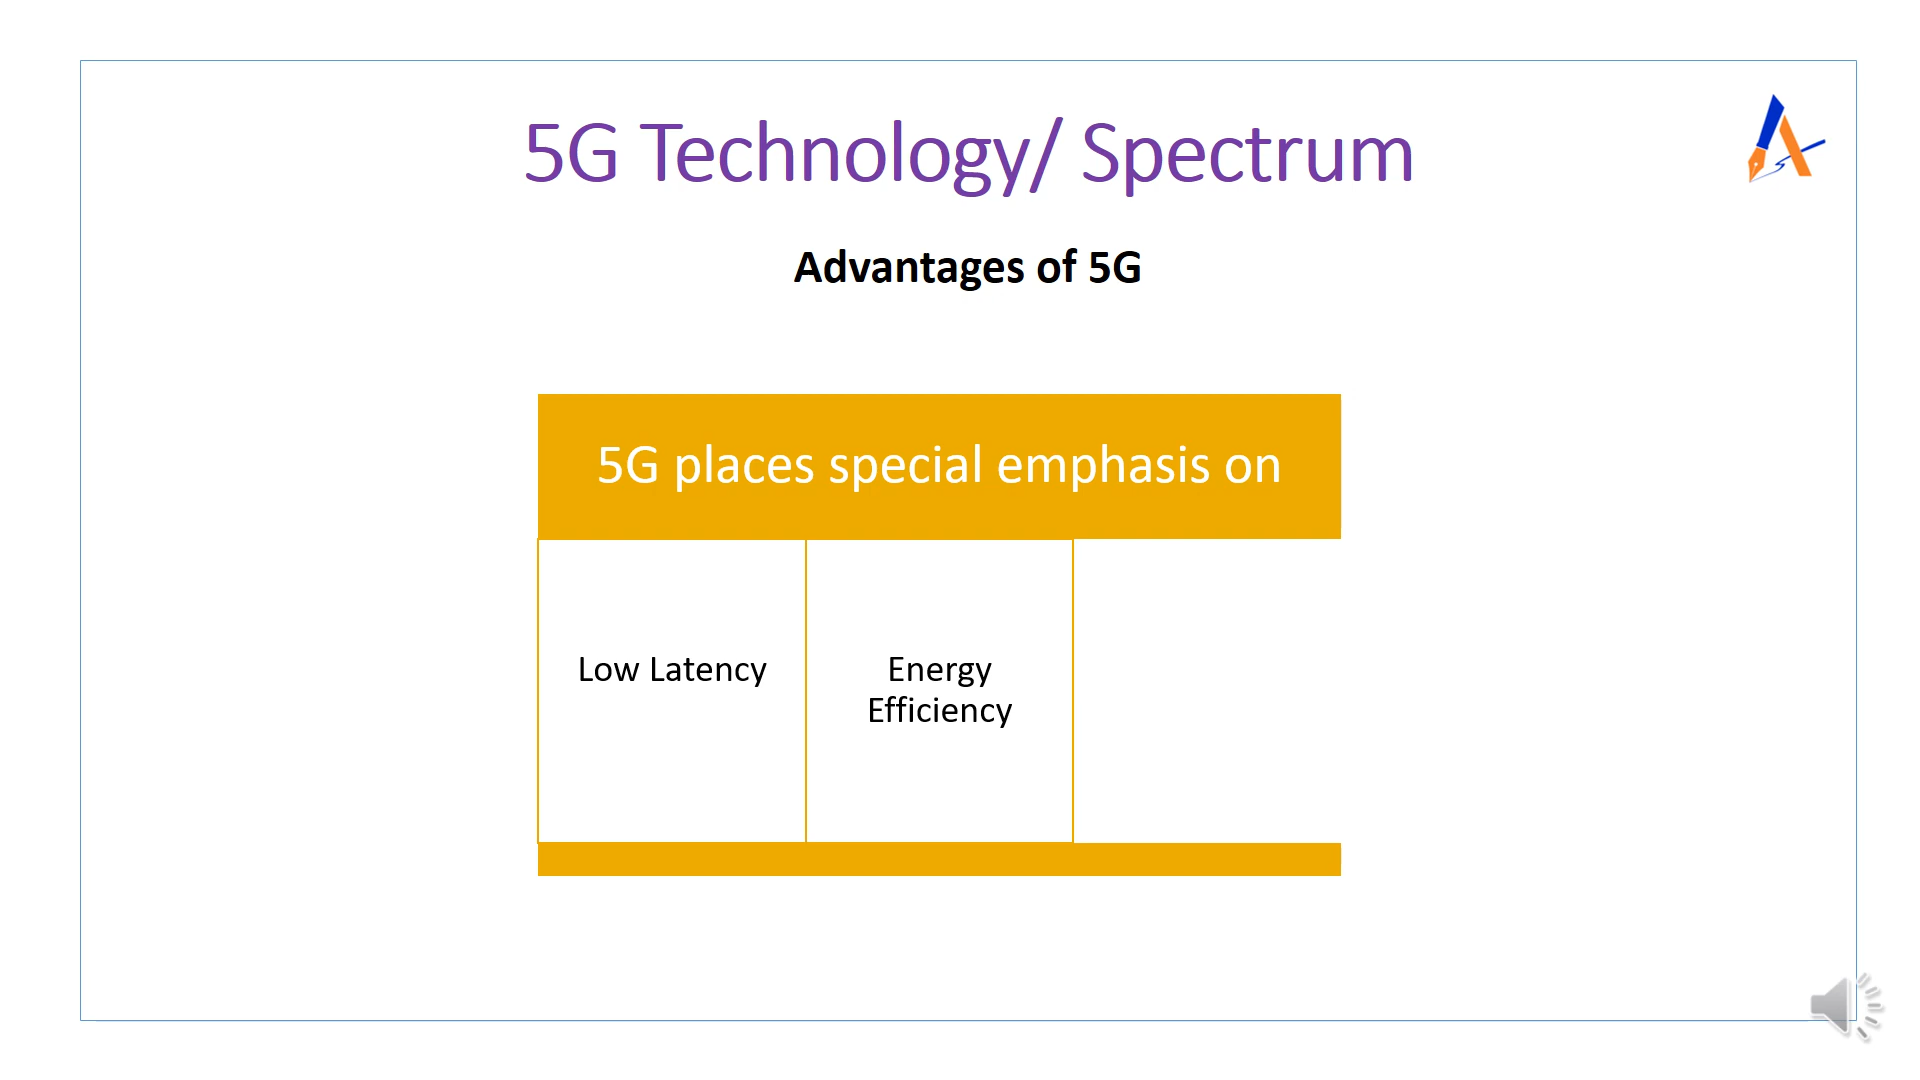 5G Technology/ Spectrum
Advantages of 5G
5G places special emphasis on
Low Latency
Energy
Efficiency